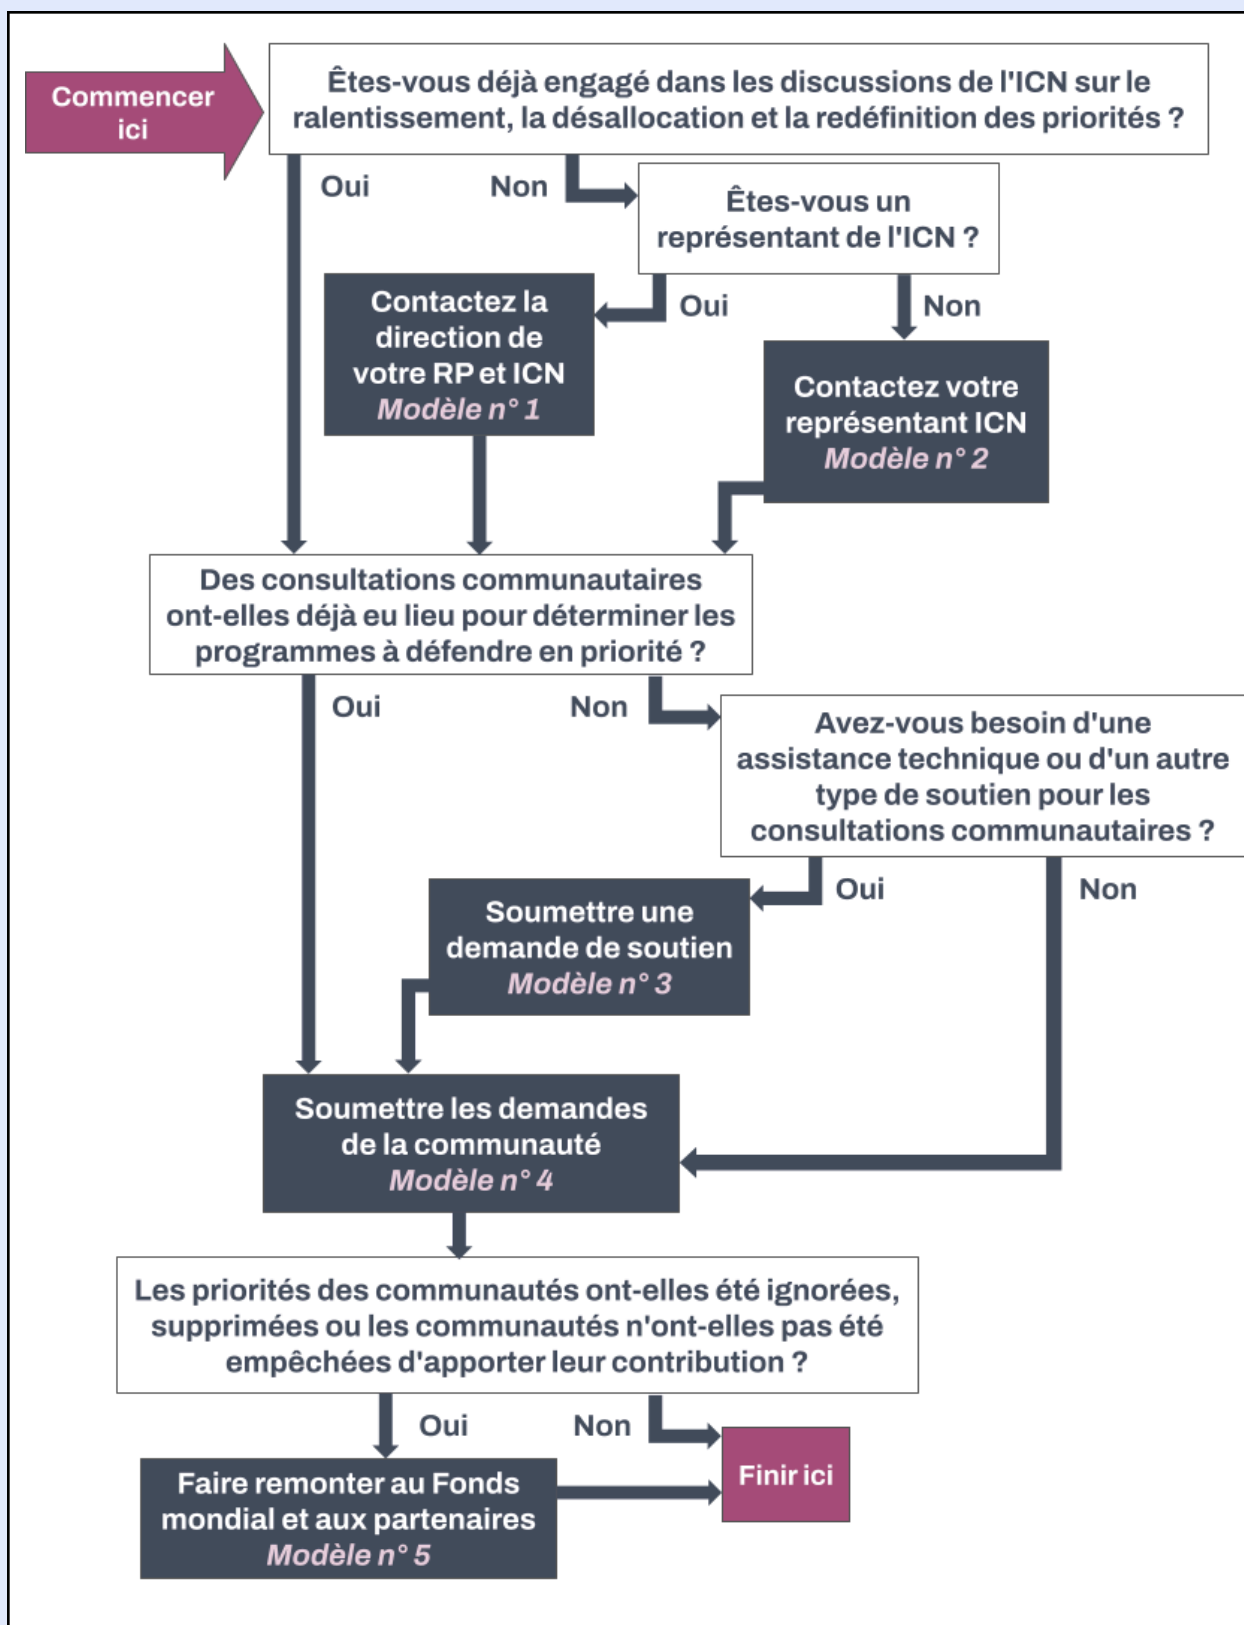 Commencer
ici
Êtes-vous déjà engagé dans les discussions de l'ICN sur le
ralentissement, la désallocation et la redéfinition des priorités ?
Oui
Non
Êtes-vous un
représentant de l'ICN ?
Oui
Non
Contactez la
direction de
votre RP et ICN
Modèle n° 1
Contactez votre
représentant ICN
Modèle n° 2
Des consultations communautaires
ont-elles déjà eu lieu pour déterminer les
programmes à défendre en priorité ?
Oui
Non
Avez-vous besoin d'une
assistance technique ou d'un autre
type de soutien pour les
consultations communautaires ?
Oui
Non
Soumettre une
demande de soutien
Modèle n° 3
Soumettre les demandes
de la communauté
Modèle n° 4
Les priorités des communautés ont-elles été ignorées,
supprimées ou les communautés n'ont-elles pas été
empêchées d'apporter leur contribution ?
Oui
Non
Finir ici
Faire remonter au Fonds
mondial et aux partenaires
Modèle n° 5